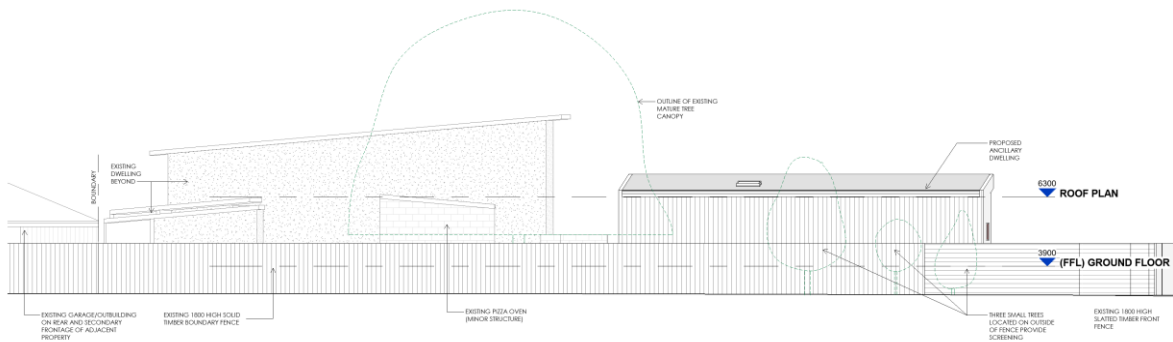 OUTLINE OF EXISTING
MATURE TREE
CANOPY
PROPOSED
ANCILLARY
DWELLING
EXISTING
DWELLING
BEYOND
BOUNDARY
6300
ROOF PLAN
3900
(FFL) GROUND FLOOR
EXISTING GARAGE/OUTBUILDING
ON REAR AND SECONDARY
FRONTAGE OF ADJACENT
PROPERTY
EXISTING 1800 HIGH SOLID
TIMBER BOUNDARY FENCE
EXISTING PIZZA OVEN
(MINOR STRUCTURE)
THREE SMALL TREES
LOCATED ON OUTSIDE
OF FENCE PROVIDE
SCREENING
EXISTING 1800 HIGH
SLATTED TIMBER FRONT
FENCE